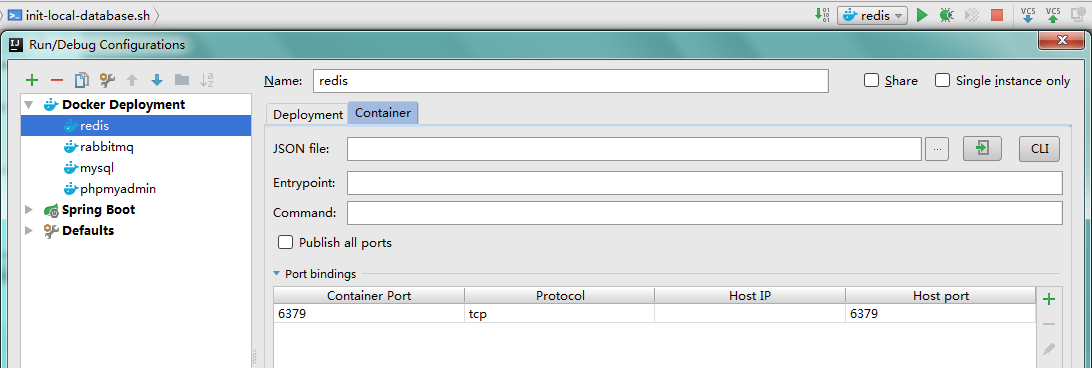 init-local-database.sh
redis
VCS
VCS
Run/Debug Configurations
Name: redis
Share
Single instance only
Docker Deployment
redis
rabbitmq
mysql
phpmyadmin
Spring Boot
Defaults
Deployment
Container
JSON file:
...
CLI
Entrypoint:
Command:
Publish all ports
Port bindings
Container Port Protocol Host IP Host port
6379 tcp 6379